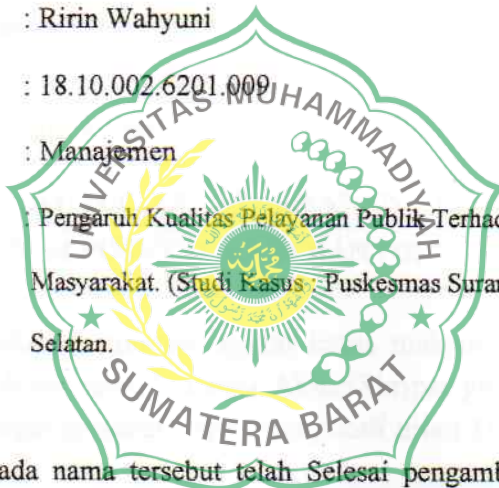 : Ririn Wahyuni
: 18.10.002.6201.009
: Manajemen
: Pengaruh Kualitas Pelayanan Publik Terhada
Masyarakat. (Studi Kasus : Puskesmas Suran
Selatan.
ada nama tersebut telah Selesai pengamb
UNIVERSITAS MUHAMMADIYAH
SUMATERA BARAT